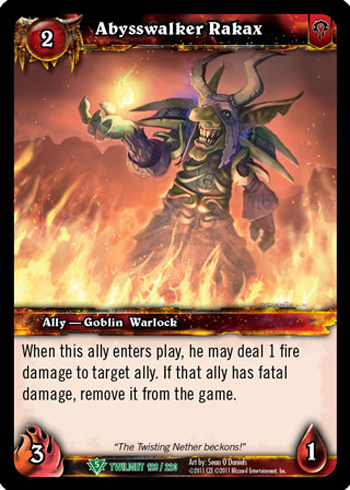 2
Abysswalker Rakax
Ally — Goblin Warlock
When this ally enters play, he may deal 1 fire
damage to target ally. If that ally has fatal
damage, remove it from the game.
"The Twisting Nether beckons!"
3
TWILIGHT 123 / 220
Art by: Sean O'Daniels
©2011 CZE ©2011 Blizzard Entertainment, Inc.
1